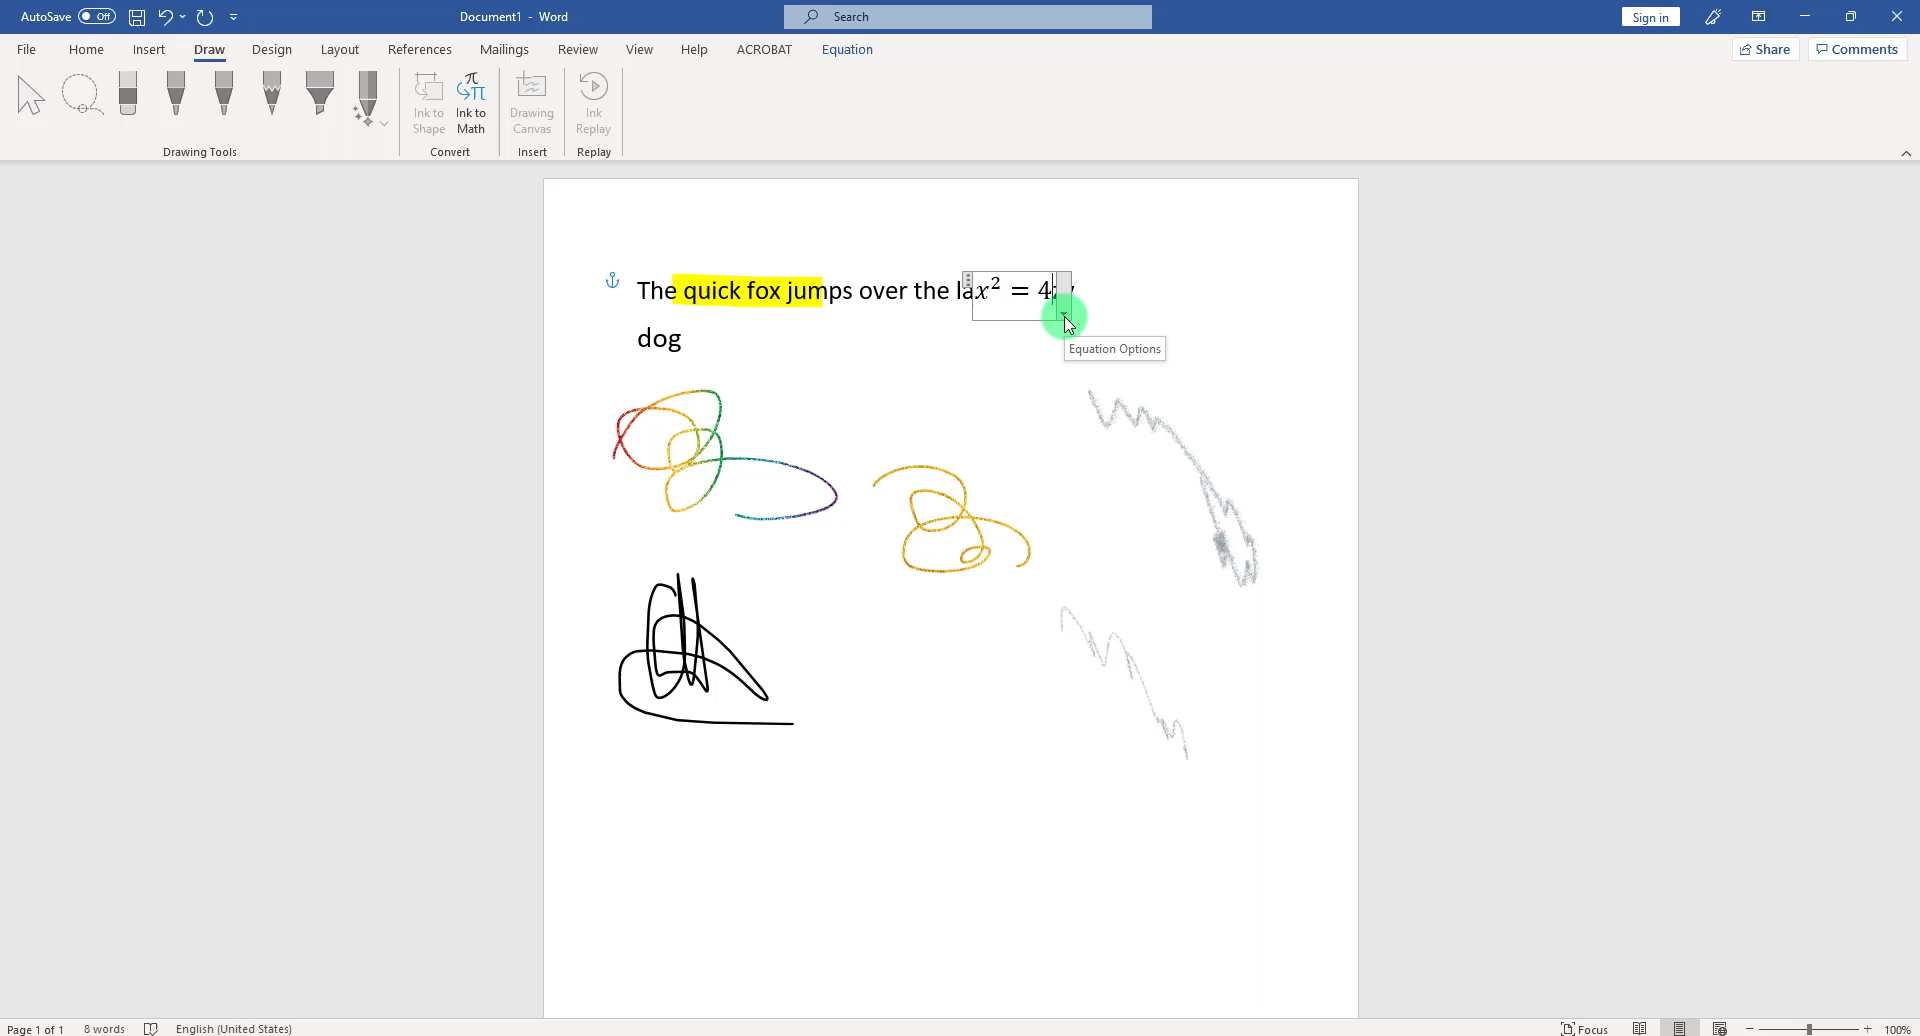 AutoSave Off Document1 - Word Search Sign in
File Home Insert Draw Design Layout References Mailings Review View Help ACROBAT Equation Share Comments
Ink to Shape Ink to Math Drawing Canvas Ink Replay
Drawing Tools Convert Insert Replay
The quick fox jumps over the la x² = 4
dog
Equation Options
Page 1 of 1 8 words English (United States) Focus 100%